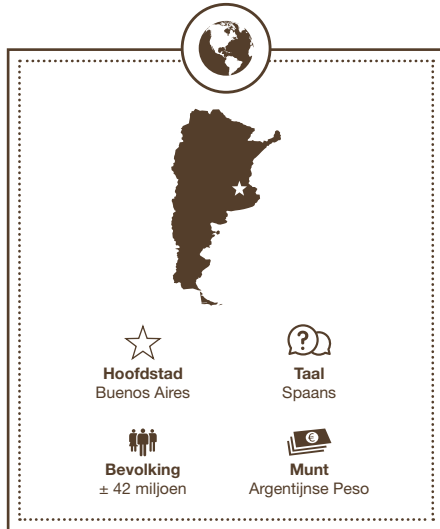 Hoofdstad
Buenos Aires
Taal
Spaans
Bevolking
± 42 miljoen
Munt
Argentijnse Peso